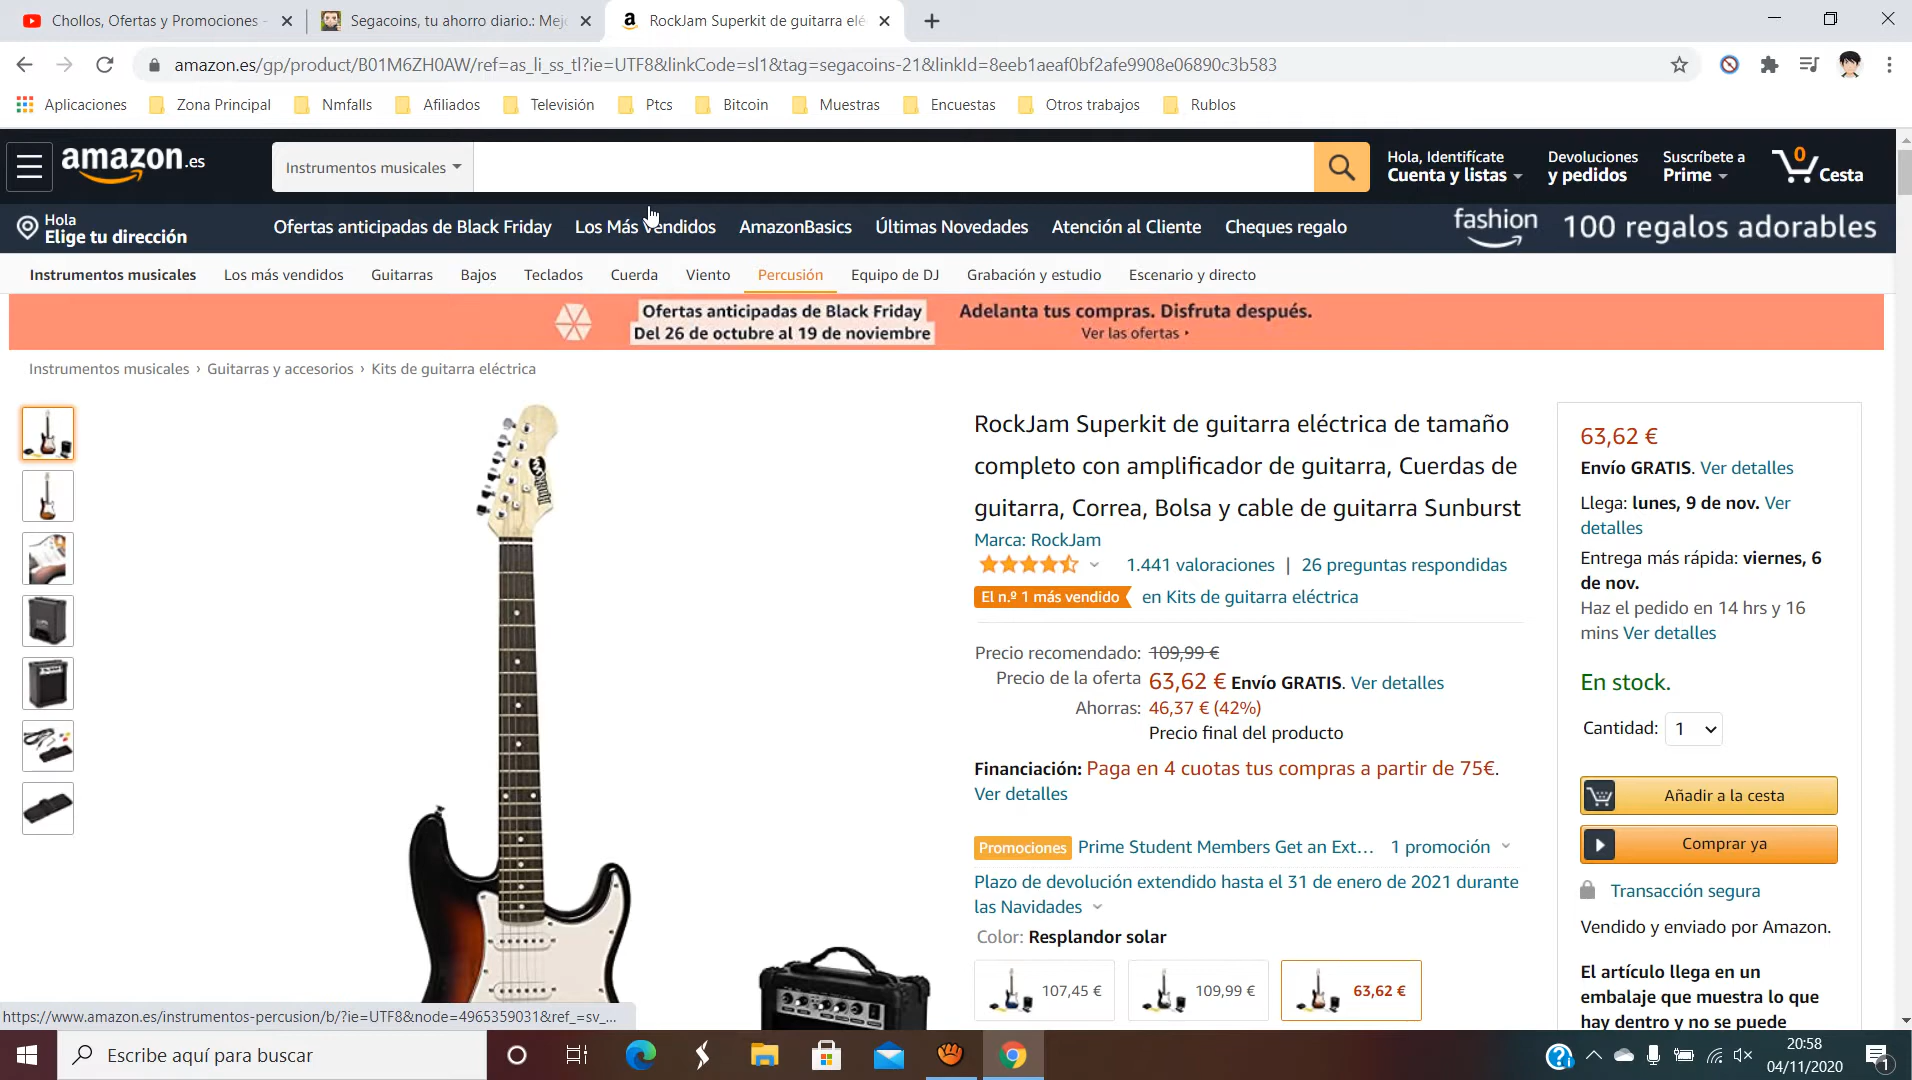 Chollos, Ofertas y Promociones -
Segacoins, tu ahorro diario.: Mejo
RockJam Superkit de guitarra elé
amazon.es/gp/product/B01M6ZH0AW/ref=as_li_ss_tl?ie=UTF8&linkCode=sl1&tag=segacoins-21&linkId=8eeb1aeaf0bf2afe9908e06890c3b583
Aplicaciones Zona Principal Nmfalls Afiliados Televisión Ptcs Bitcoin Muestras Encuestas Otros trabajos Rublos
amazon.es
Instrumentos musicales
Hola, Identifícate
Cuenta y listas
Devoluciones
y pedidos
Suscríbete a
Prime
0
Cesta
Hola
Elige tu dirección
Ofertas anticipadas de Black Friday Los Más Vendidos AmazonBasics Últimas Novedades Atención al Cliente Cheques regalo
fashion 100 regalos adorables
Instrumentos musicales Los más vendidos Guitarras Bajos Teclados Cuerda Viento Percusión Equipo de DJ Grabación y estudio Escenario y directo
Ofertas anticipadas de Black Friday
Del 26 de octubre al 19 de noviembre
Adelanta tus compras. Disfruta después.
Ver las ofertas
Instrumentos musicales › Guitarras y accesorios › Kits de guitarra eléctrica
RockJam Superkit de guitarra eléctrica de tamaño
completo con amplificador de guitarra, Cuerdas de
guitarra, Correa, Bolsa y cable de guitarra Sunburst
Marca: RockJam
1.441 valoraciones | 26 preguntas respondidas
El n.º 1 más vendido en Kits de guitarra eléctrica
Precio recomendado: 109,99 €
Precio de la oferta 63,62 € Envío GRATIS. Ver detalles
Ahorras: 46,37 € (42%)
Precio final del producto
Financiación: Paga en 4 cuotas tus compras a partir de 75€.
Ver detalles
Promociones Prime Student Members Get an Ext... 1 promoción
Plazo de devolución extendido hasta el 31 de enero de 2021 durante
las Navidades
Color: Resplandor solar
107,45 €
109,99 €
63,62 €
63,62 €
Envío GRATIS. Ver detalles
Llega: lunes, 9 de nov. Ver
detalles
Entrega más rápida: viernes, 6
de nov.
Haz el pedido en 14 hrs y 16
mins Ver detalles
En stock.
Cantidad: 1
Añadir a la cesta
Comprar ya
Transacción segura
Vendido y enviado por Amazon.
El artículo llega en un
embalaje que muestra lo que
hay dentro y no se puede
https://www.amazon.es/instrumentos-percusion/b/?ie=UTF8&node=4965359031&ref_=sv_...
Escribe aquí para buscar
20:58
04/11/2020
1